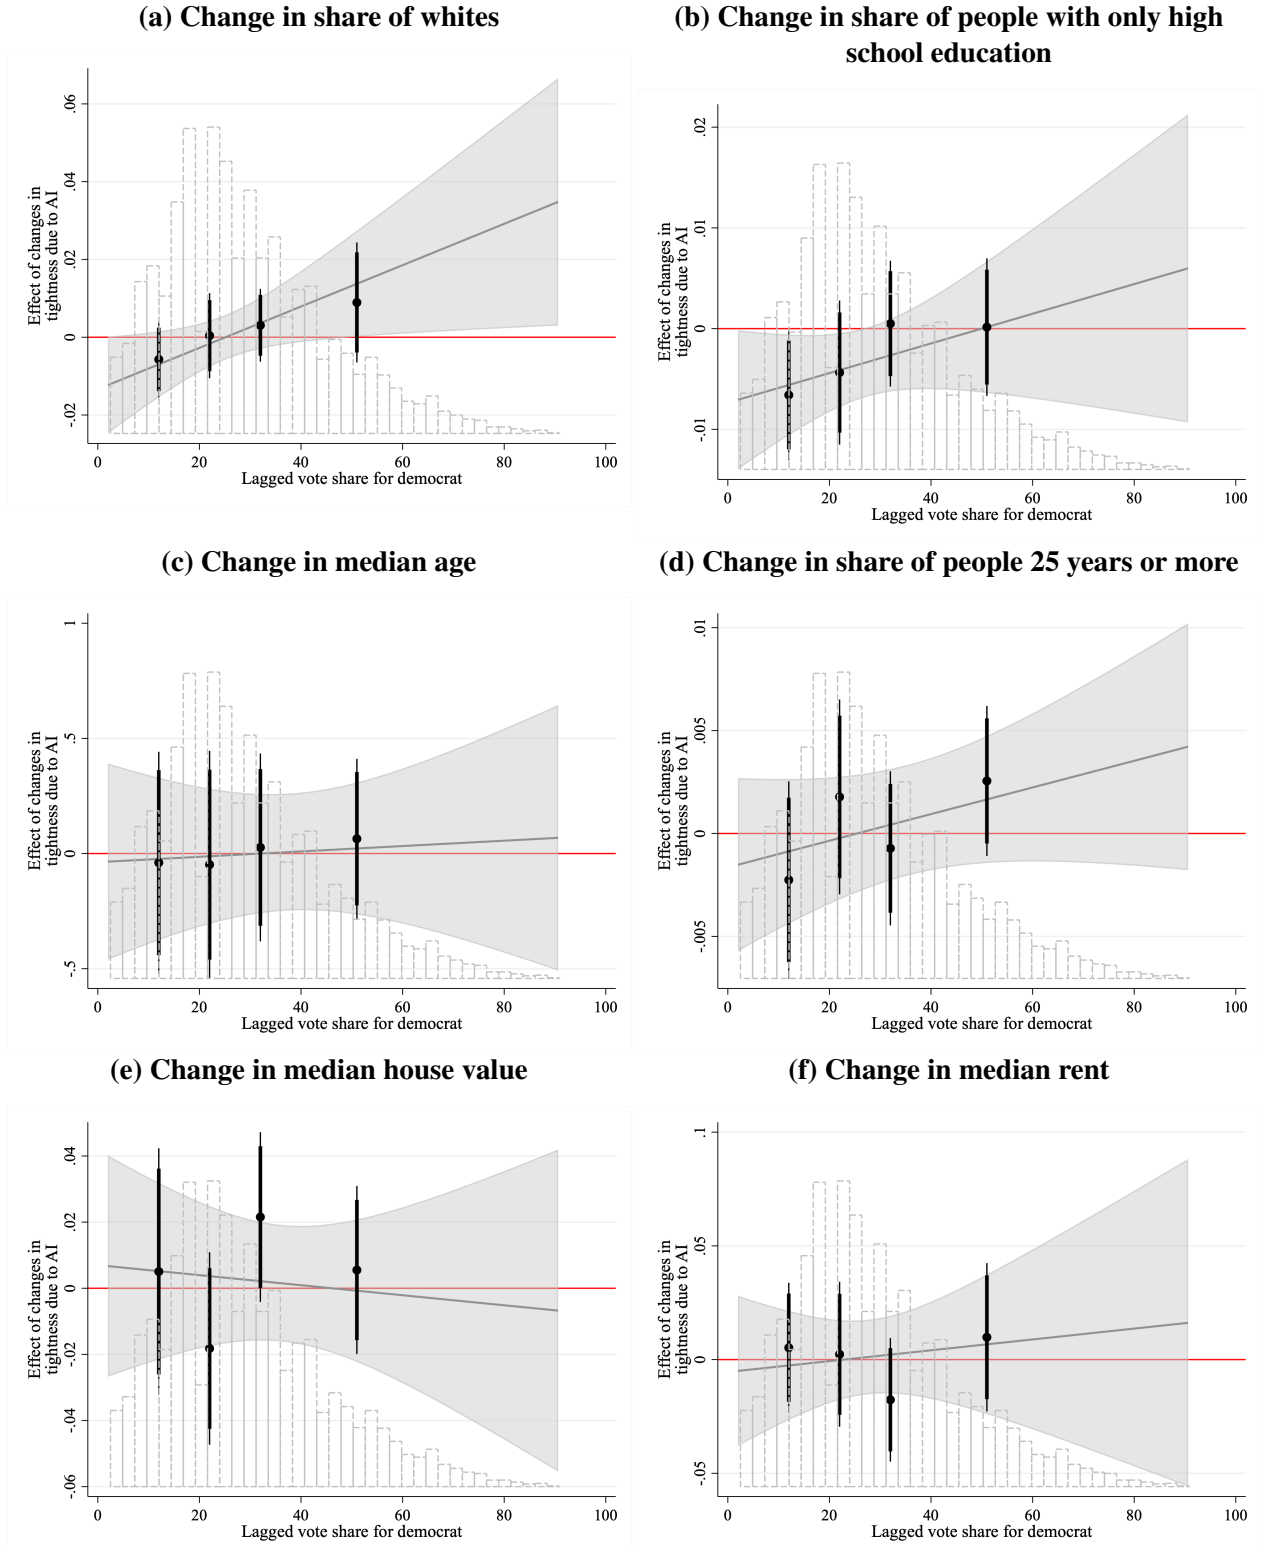 (a) Change in share of whites
Effect of changes in
tightness due to AI
.06
.04
.02
0
-.02
0 20 40 60 80 100
Lagged vote share for democrat
(b) Change in share of people with only high
school education
Effect of changes in
tightness due to AI
.02
.01
0
-.01
0 20 40 60 80 100
Lagged vote share for democrat
(c) Change in median age
Effect of changes in
tightness due to AI
1
.5
0
-.5
0 20 40 60 80 100
Lagged vote share for democrat
(d) Change in share of people 25 years or more
Effect of changes in
tightness due to AI
.01
.005
0
-.005
0 20 40 60 80 100
Lagged vote share for democrat
(e) Change in median house value
Effect of changes in
tightness due to AI
.04
.02
0
-.02
-.04
-.06
0 20 40 60 80 100
Lagged vote share for democrat
(f) Change in median rent
Effect of changes in
tightness due to AI
.1
.05
0
-.05
0 20 40 60 80 100
Lagged vote share for democrat